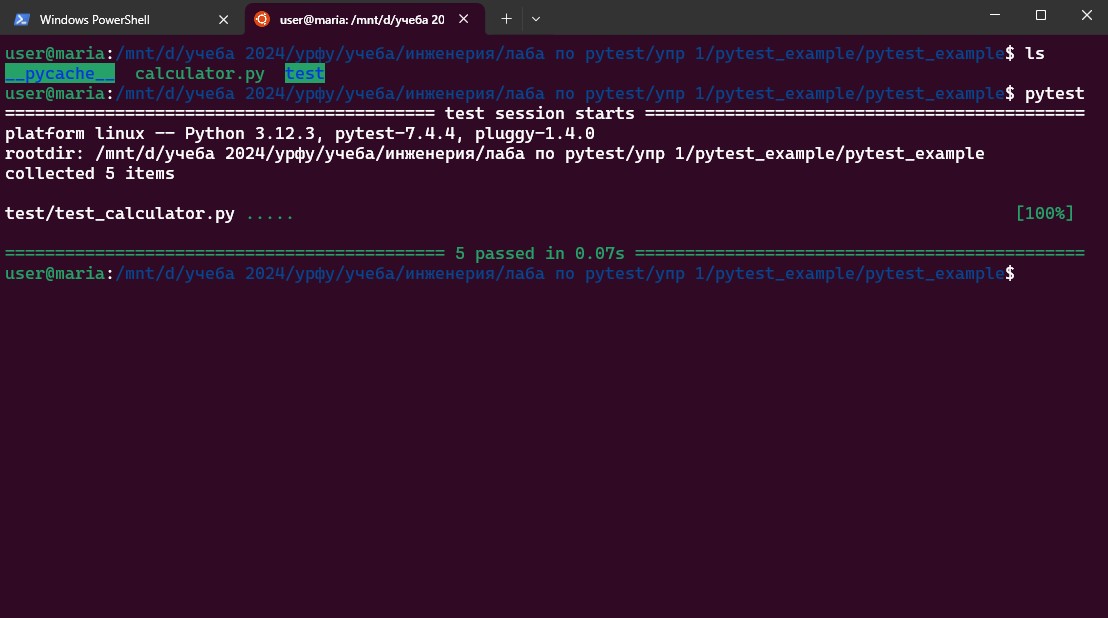 Windows PowerShell
user@maria: /mnt/d/учеба 20
user@maria:/mnt/d/учеба 2024/урфу/учеба/инженерия/лаба по pytest/упр 1/pytest_example/pytest_example$ ls
__pycache__  calculator.py  test
user@maria:/mnt/d/учеба 2024/урфу/учеба/инженерия/лаба по pytest/упр 1/pytest_example/pytest_example$ pytest
=========================================== test session starts ============================================
platform linux -- Python 3.12.3, pytest-7.4.4, pluggy-1.4.0
rootdir: /mnt/d/учеба 2024/урфу/учеба/инженерия/лаба по pytest/упр 1/pytest_example/pytest_example
collected 5 items
test/test_calculator.py ..... [100%]
============================================ 5 passed in 0.07s =============================================
user@maria:/mnt/d/учеба 2024/урфу/учеба/инженерия/лаба по pytest/упр 1/pytest_example/pytest_example$